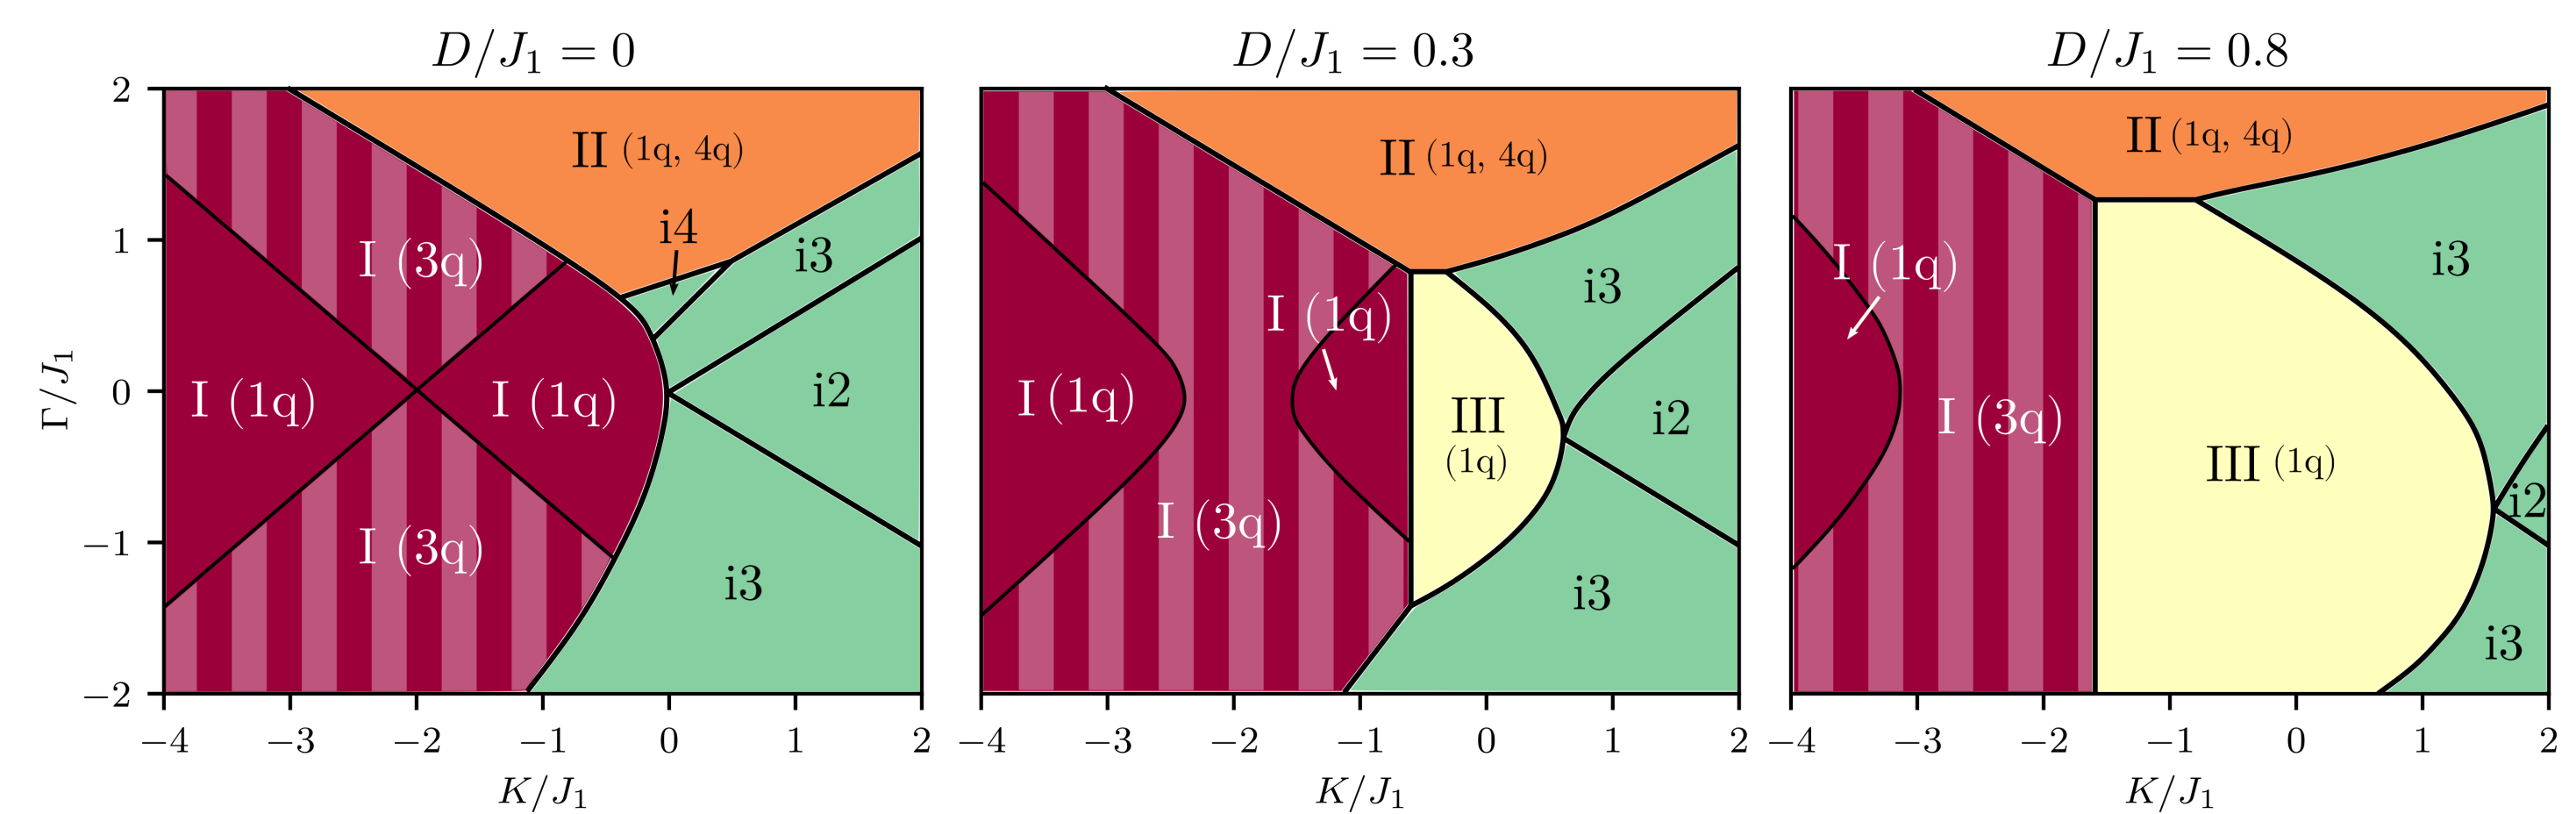 D/J₁ = 0
D/J₁ = 0.3
D/J₁ = 0.8
Γ/J₁
2
1
0
−1
−2
II (1q, 4q)
i4
i3
I (3q)
I (1q)
I (1q)
i2
I (3q)
i3
−4
−3
−2
−1
0
1
2
K/J₁
II (1q, 4q)
i3
I (1q)
I (1q)
III
(1q)
i2
I (3q)
i3
−4
−3
−2
−1
0
1
2
K/J₁
II (1q, 4q)
I (1q)
i3
I (3q)
III (1q)
i2
i3
−4
−3
−2
−1
0
1
2
K/J₁